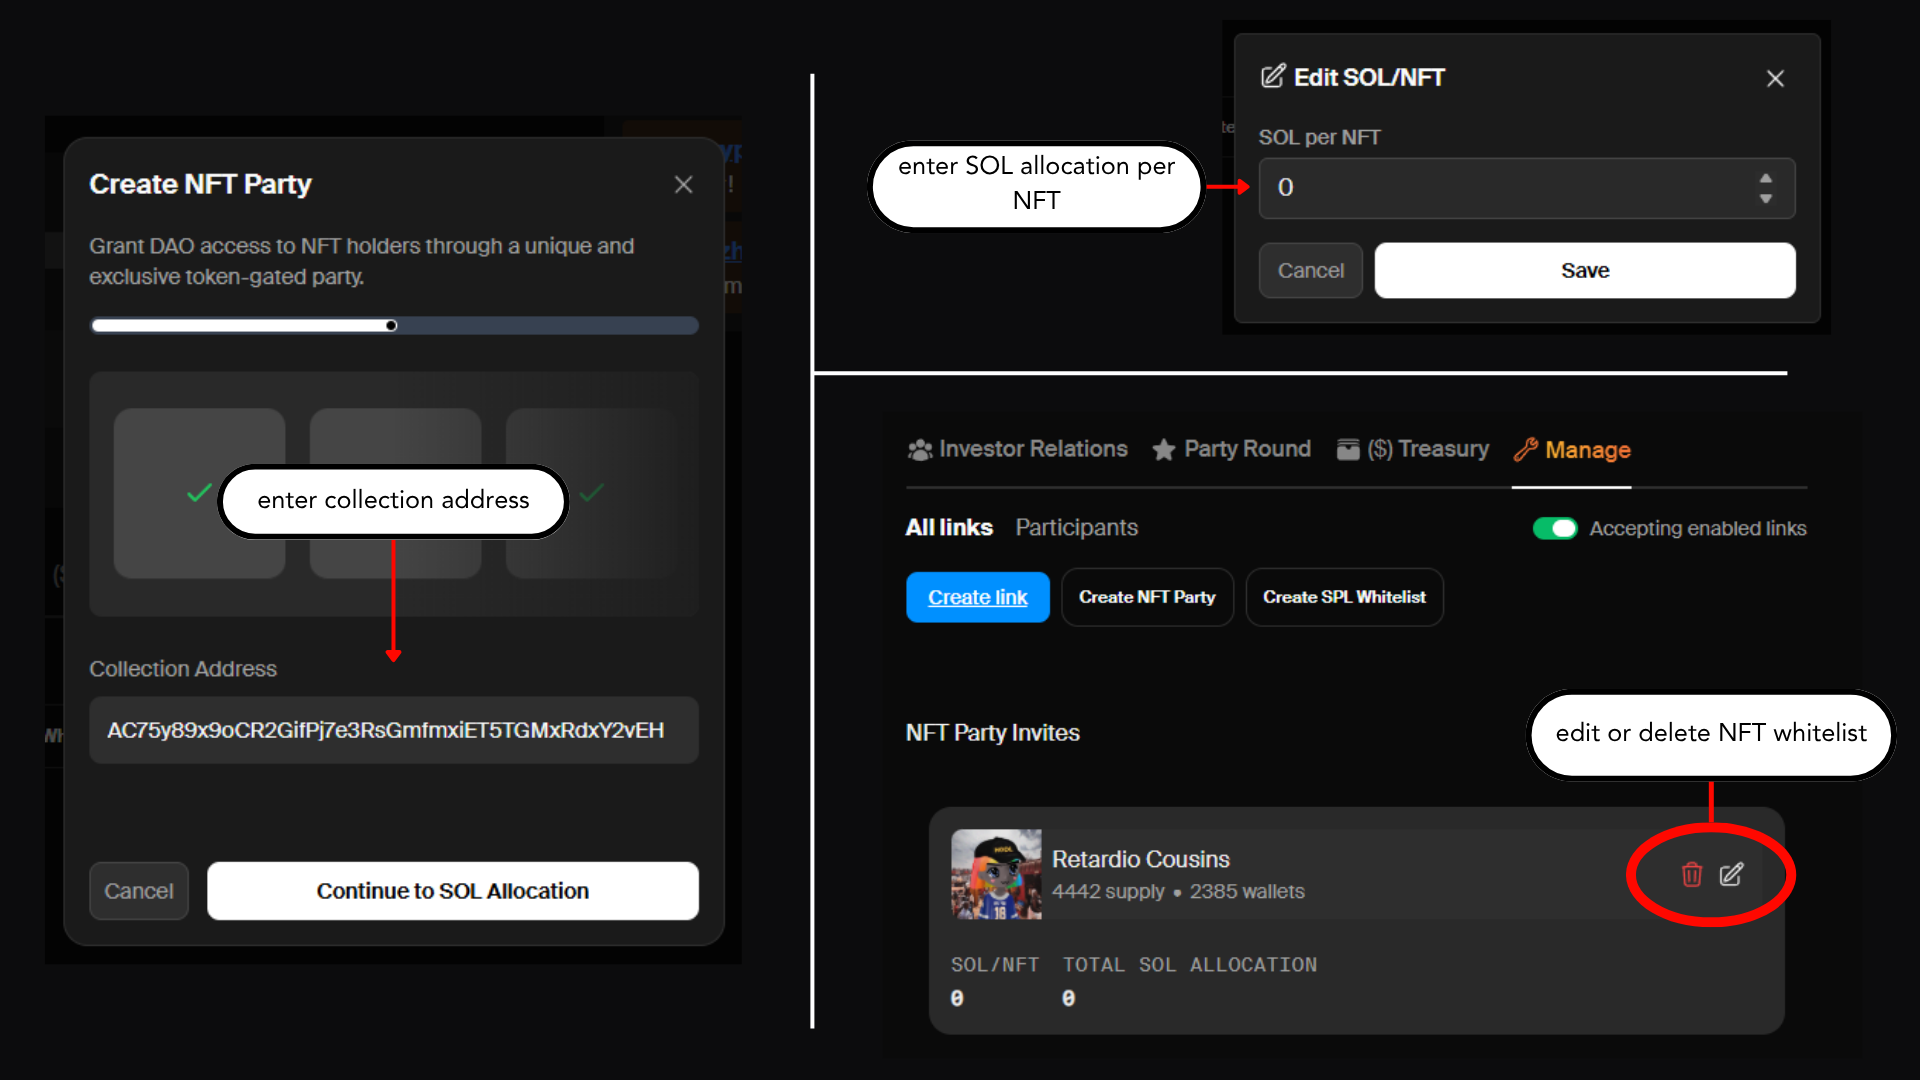 Create NFT Party
Grant DAO access to NFT holders through a unique and
exclusive token-gated party.
enter collection address
Collection Address
AC75y89x9oCR2GifPj7e3RsGmfmxiET5TGMxRdxY2vEH
Cancel
Continue to SOL Allocation
Edit SOL/NFT
enter SOL allocation per
NFT
SOL per NFT
0
Cancel
Save
Investor Relations
Party Round
($) Treasury
Manage
All links
Participants
Accepting enabled links
Create link
Create NFT Party
Create SPL Whitelist
NFT Party Invites
edit or delete NFT whitelist
Retardio Cousins
4442 supply • 2385 wallets
SOL/NFT TOTAL SOL ALLOCATION
0 0